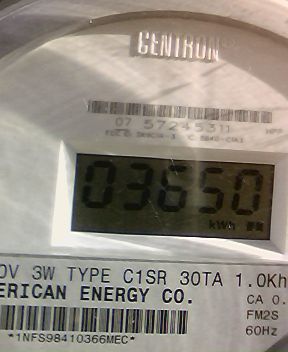 CENTRON®
07 57245311
03650
kWh
0V 3W TYPE C1SR 30TA 1.0Kh
ERICAN ENERGY CO.
CA 0.
FM2S
60Hz
*1NFS98410366MEC*